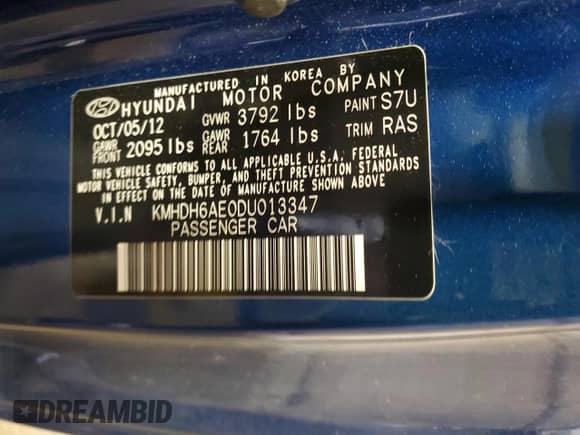 MANUFACTURED IN KOREA BY
HYUNDAI MOTOR COMPANY
OCT/05/12 GVWR 3792 lbs PAINT S7U
GAWR FRONT 2095 lbs GAWR REAR 1764 lbs TRIM RAS
THIS VEHICLE CONFORMS TO ALL APPLICABLE U.S.A. FEDERAL
MOTOR VEHICLE SAFETY, BUMPER, AND THEFT PREVENTION STANDARDS
IN EFFECT ON THE DATE OF MANUFACTURE SHOWN ABOVE
V.I.N KMHDH6AE0DU013347
PASSENGER CAR
DREAMBID